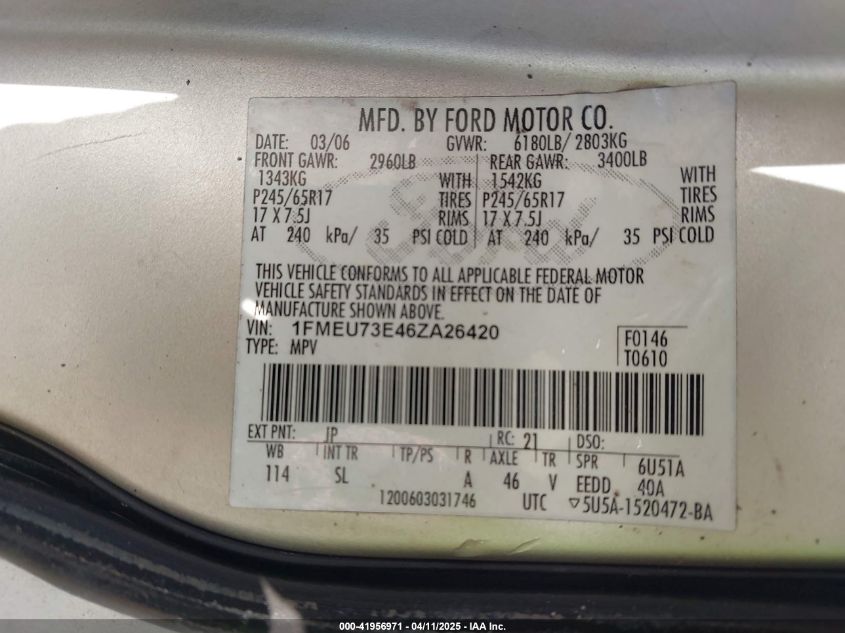 MFD. BY FORD MOTOR CO.
DATE: 03/06 GVWR: 6180LB/ 2803KG
FRONT GAWR: 2960LB REAR GAWR: 3400LB
1343KG WITH 1542KG WITH
P245/65R17 TIRES P245/65R17 TIRES
17 X 7.5J RIMS 17 X 7.5J RIMS
AT 240 kPa/ 35 PSI COLD AT 240 kPa/ 35 PSI COLD
THIS VEHICLE CONFORMS TO ALL APPLICABLE FEDERAL MOTOR
VEHICLE SAFETY STANDARDS IN EFFECT ON THE DATE OF
MANUFACTURE SHOWN ABOVE.
VIN: 1FMEU73E46ZA26420
TYPE: MPV
F0146
T0610
EXT PNT: JP RC: 21 DSO:
WB INT TR TP/PS R AXLE TR SPR 6U51A
114 SL A 46 V EEDD 40A
1200603031746 UTC ▽5U5A-1520472-BA
000-41956971 - 04/11/2025 - IAA Inc.